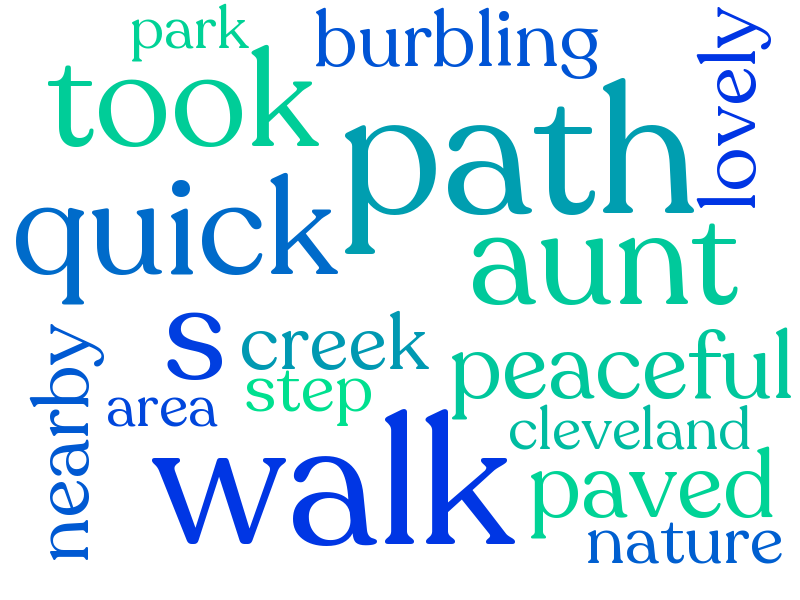 park
burbling
lovely
took
path
quick
aunt
s
creek
nearby
step
peaceful
area
cleveland
walk
paved
nature